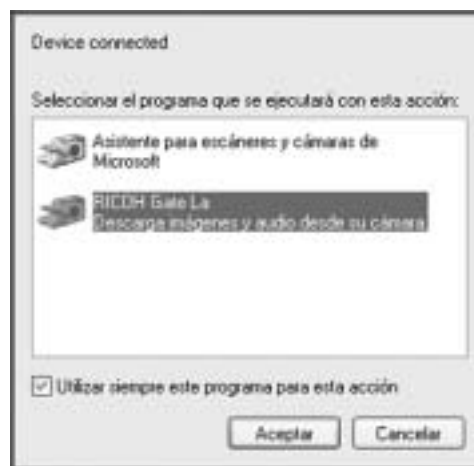 Device connected
Seleccionar el programa que se ejecutará con esta acción:
Asistente para escáneres y cámaras de
Microsoft
RICOH Gate La
Descarga imágenes y audio desde su cámara
Utilizar siempre este programa para esta acción
Aceptar
Cancelar